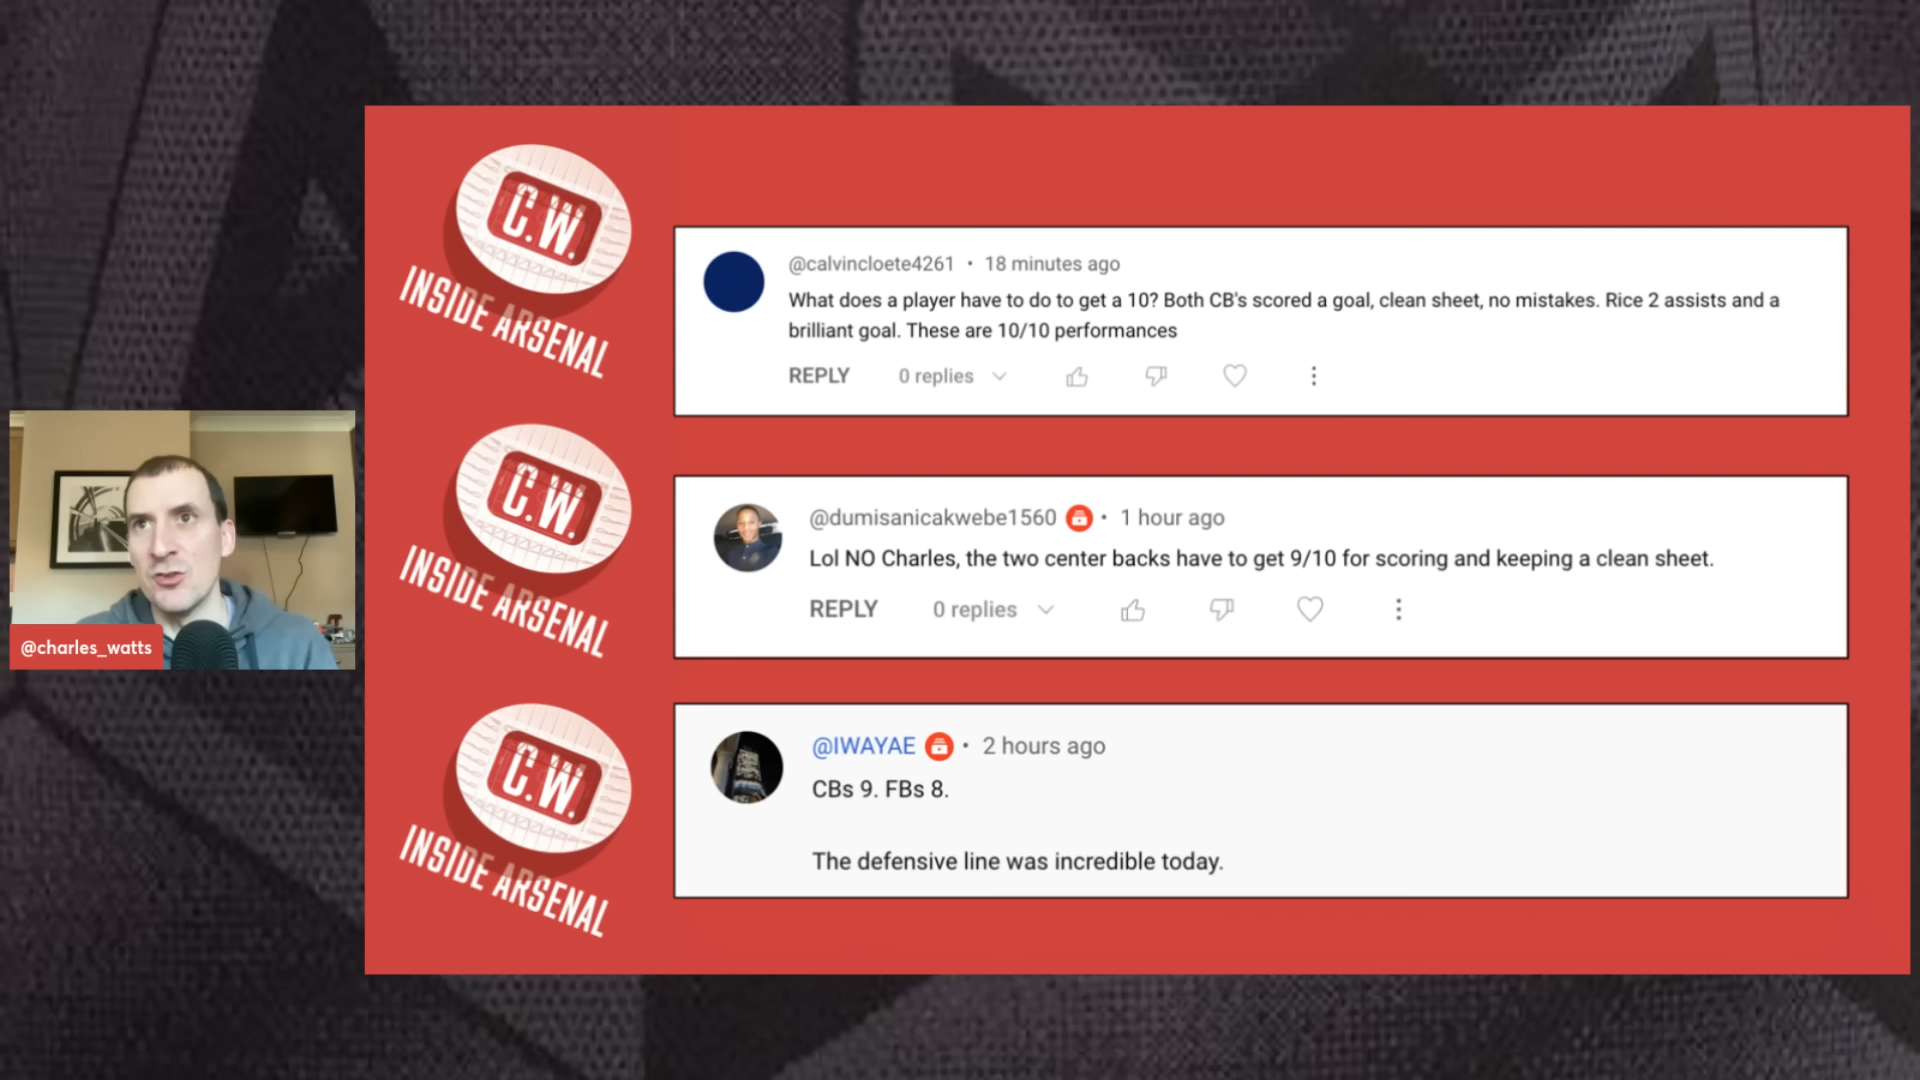 C.W.
INSIDE ARSENAL
@calvincloete4261 • 18 minutes ago
What does a player have to do to get a 10? Both CB's scored a goal, clean sheet, no mistakes. Rice 2 assists and a
brilliant goal. These are 10/10 performances
REPLY 0 replies
@charles_watts
C.W.
INSIDE ARSENAL
@dumisanicakwebe1560 • 1 hour ago
Lol NO Charles, the two center backs have to get 9/10 for scoring and keeping a clean sheet.
REPLY 0 replies
C.W.
INSIDE ARSENAL
@IWAYAE • 2 hours ago
CBs 9. FBs 8.
The defensive line was incredible today.